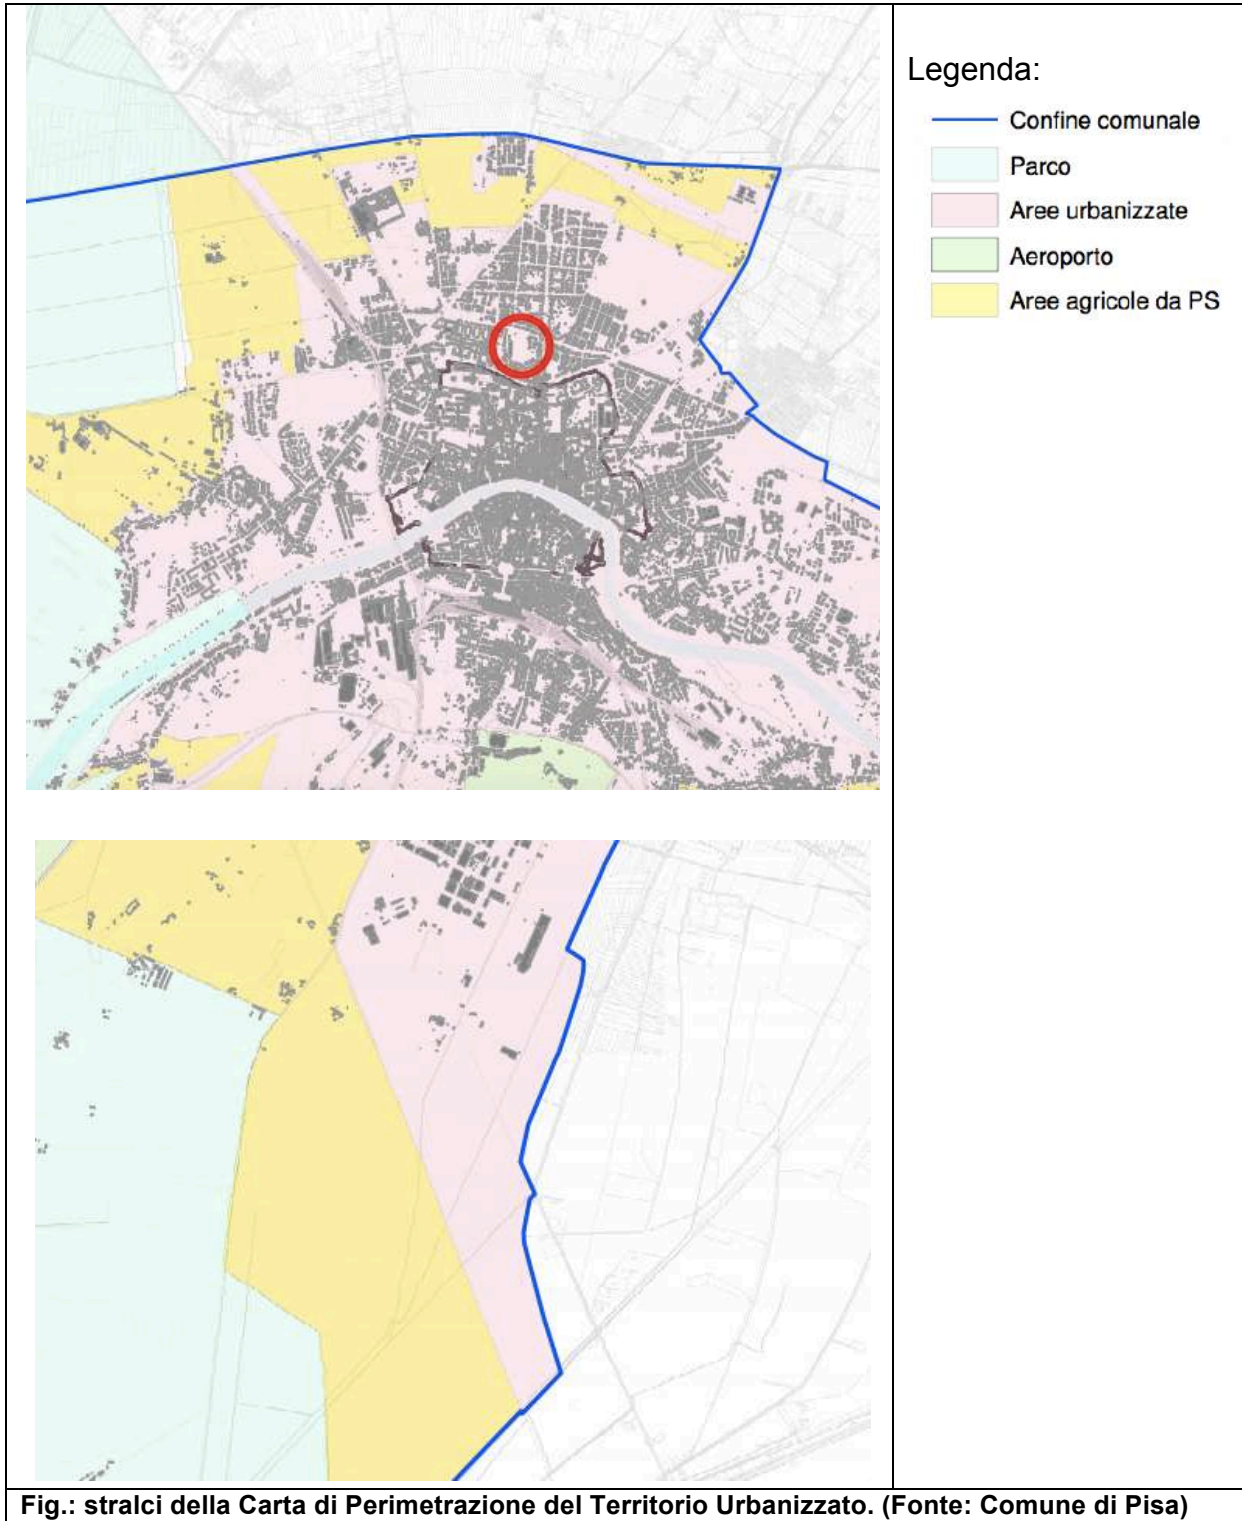 Legenda:
Confine comunale
Parco
Aree urbanizzate
Aeroporto
Aree agricole da PS
Fig.: stralci della Carta di Perimetrazione del Territorio Urbanizzato. (Fonte: Comune di Pisa)